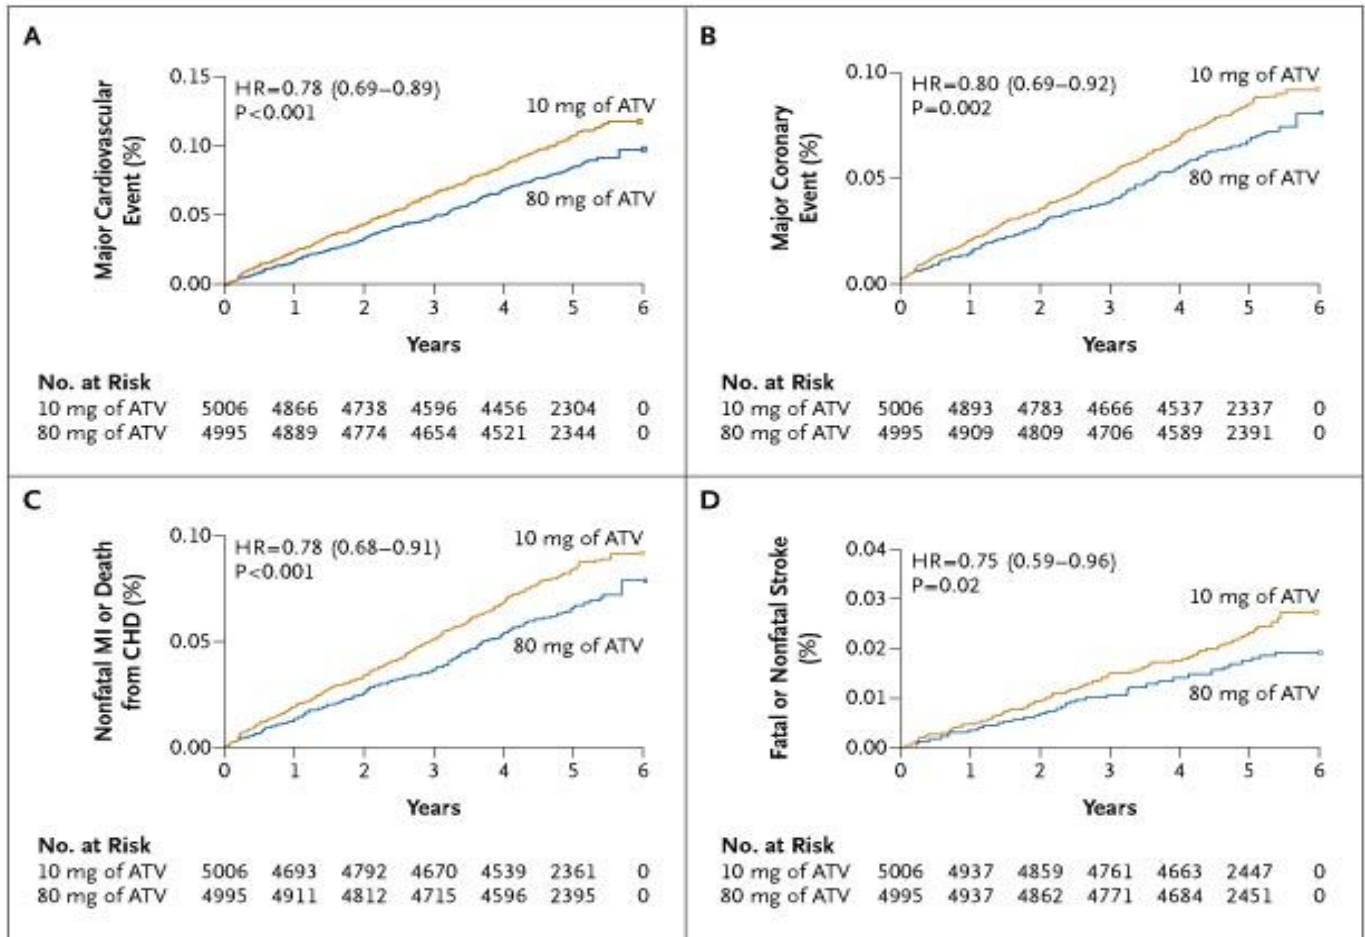 A
Major Cardiovascular
Event (%)
0.15
0.10
0.05
0.00
HR=0.78 (0.69–0.89)
P<0.001
10 mg of ATV
80 mg of ATV
0 1 2 3 4 5 6
Years
No. at Risk
10 mg of ATV 5006 4866 4738 4596 4456 2304 0
80 mg of ATV 4995 4889 4774 4654 4521 2344 0
B
Major Coronary
Event (%)
0.10
0.05
0.00
HR=0.80 (0.69–0.92)
P=0.002
10 mg of ATV
80 mg of ATV
0 1 2 3 4 5 6
Years
No. at Risk
10 mg of ATV 5006 4893 4783 4666 4537 2337 0
80 mg of ATV 4995 4909 4809 4706 4589 2391 0
C
Nonfatal MI or Death
from CHD (%)
0.10
0.05
0.00
HR=0.78 (0.68–0.91)
P<0.001
10 mg of ATV
80 mg of ATV
0 1 2 3 4 5 6
Years
No. at Risk
10 mg of ATV 5006 4693 4792 4670 4539 2361 0
80 mg of ATV 4995 4911 4812 4715 4596 2395 0
D
Fatal or Nonfatal Stroke
(%)
0.04
0.03
0.02
0.01
0.00
HR=0.75 (0.59–0.96)
P=0.02
10 mg of ATV
80 mg of ATV
0 1 2 3 4 5 6
Years
No. at Risk
10 mg of ATV 5006 4937 4859 4761 4663 2447 0
80 mg of ATV 4995 4937 4862 4771 4684 2451 0